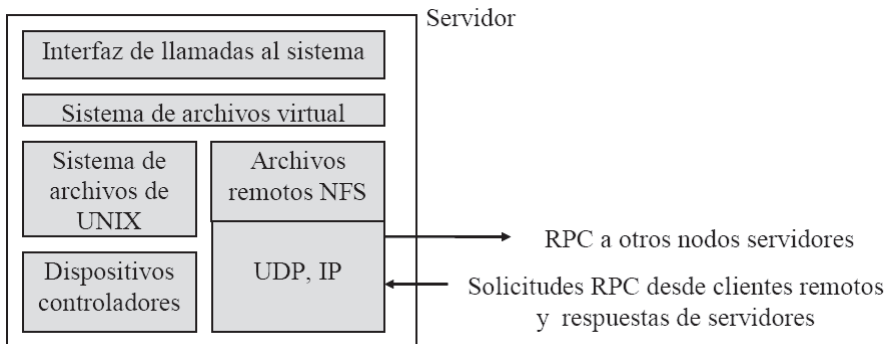 Servidor
Interfaz de llamadas al sistema
Sistema de archivos virtual
Sistema de
archivos de
UNIX
Archivos
remotos NFS
Dispositivos
controladores
UDP, IP
RPC a otros nodos servidores
Solicitudes RPC desde clientes remotos
y respuestas de servidores